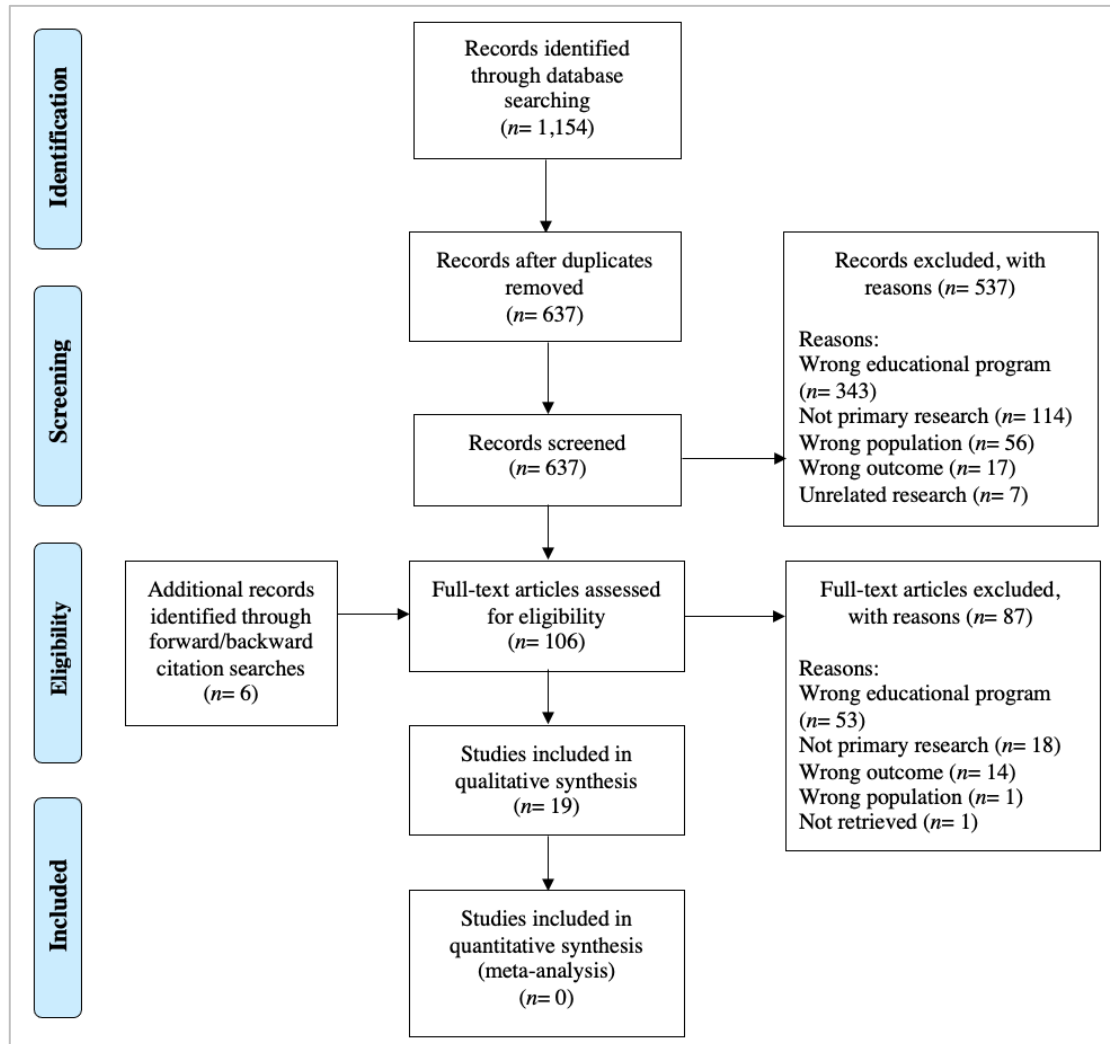 Identification
Records identified
through database
searching
(n= 1,154)
Records after duplicates
removed
(n= 637)
Records excluded, with
reasons (n= 537)
Reasons:
Wrong educational program
(n= 343)
Not primary research (n= 114)
Wrong population (n= 56)
Wrong outcome (n= 17)
Unrelated research (n= 7)
Screening
Records screened
(n= 637)
Eligibility
Additional records
identified through
forward/backward
citation searches
(n= 6)
Full-text articles assessed
for eligibility
(n= 106)
Full-text articles excluded,
with reasons (n= 87)
Reasons:
Wrong educational program
(n= 53)
Not primary research (n= 18)
Wrong outcome (n= 14)
Wrong population (n= 1)
Not retrieved (n= 1)
Studies included in
qualitative synthesis
(n= 19)
Included
Studies included in
quantitative synthesis
(meta-analysis)
(n= 0)